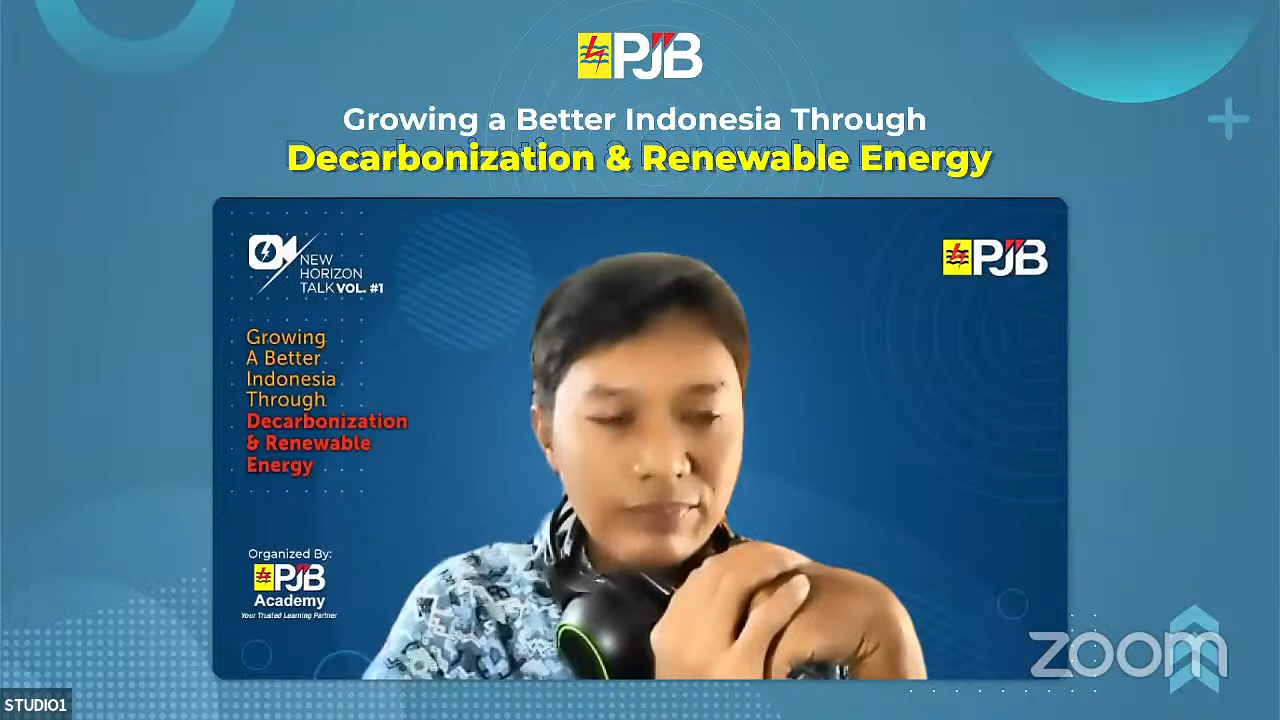 PJB
Growing a Better Indonesia Through
Decarbonization & Renewable Energy
NEW
HORIZON
TALK VOL. #1
PJB
Growing
A Better
Indonesia
Through
Decarbonization
& Renewable
Energy
Organized By:
PJB
Academy
Your Trusted Learning Partner
zoom
STUDIO1